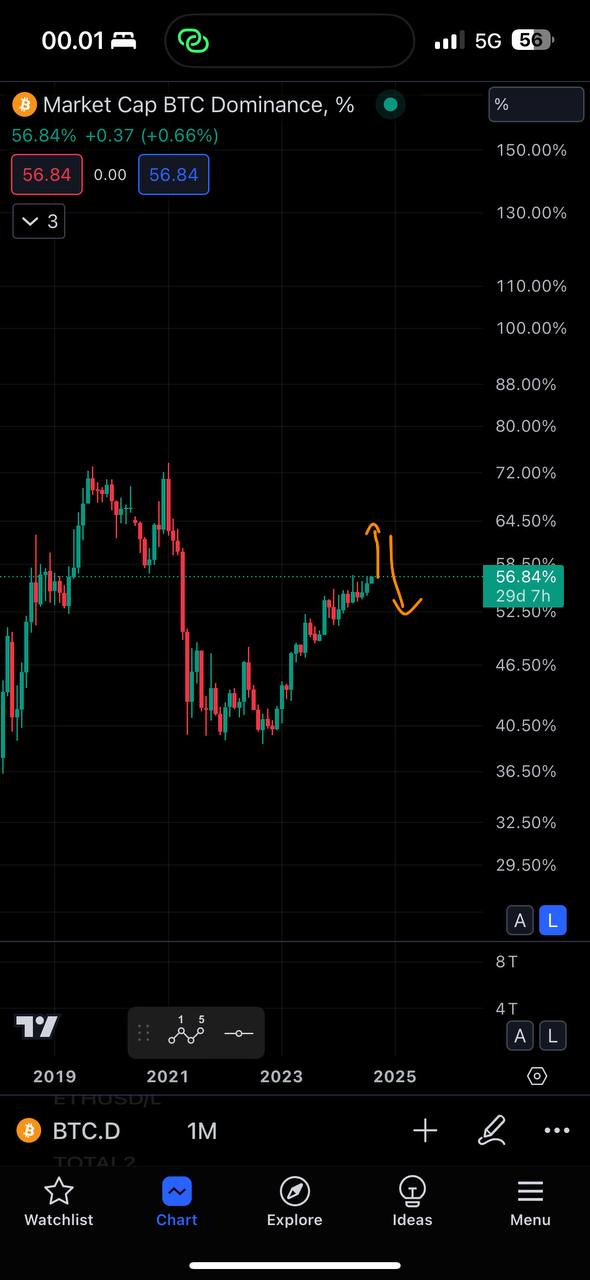 00.01
5G
56
Market Cap BTC Dominance, %
%
56.84% +0.37 (+0.66%)
56.84 0.00 56.84
3
150.00%
130.00%
110.00%
100.00%
88.00%
80.00%
72.00%
64.50%
58.50%
56.84%
29d 7h
52.50%
46.50%
40.50%
36.50%
32.50%
29.50%
A L
8 T
4 T
1 5
A L
2019 2021 2023 2025
ETHUSD/L
BTC.D 1M
TOTAL2
Watchlist Chart Explore Ideas Menu